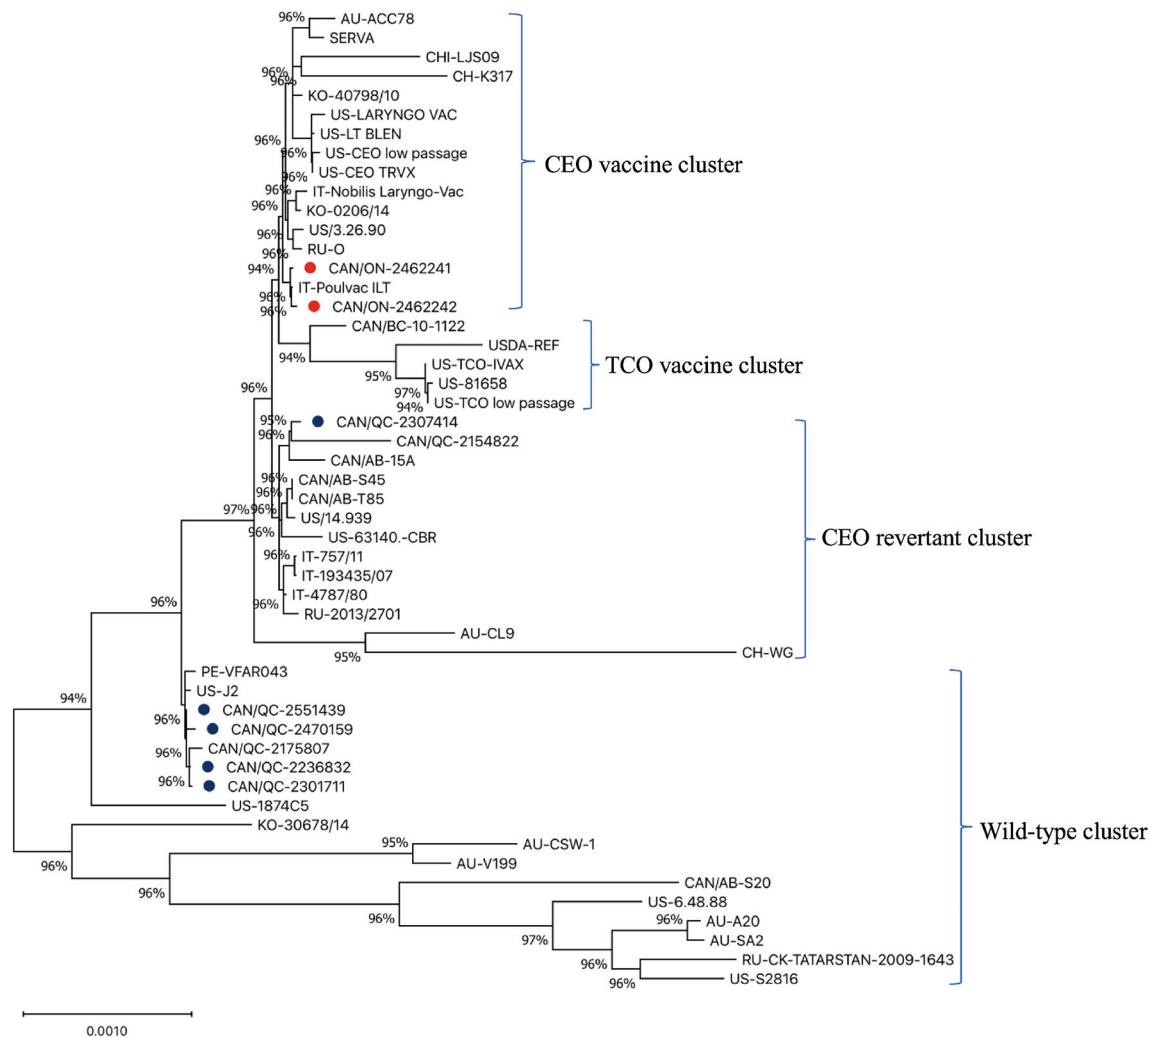 96%
AU-ACC78
SERVA
CHI-LJS09
96%
CH-K317
96%
KO-40798/10
US-LARYNGO VAC
US-LT BLEN
96%
US-CEO low passage
96%
CEO vaccine cluster
US-CEO TRVX
96%
IT-Nobilis Laryngo-Vac
96%
KO-0206/14
96%
US/3.26.90
96%
RU-O
96%
94%
CAN/ON-2462241
IT-Poulvac ILT
96%
CAN/ON-2462242
96%
CAN/BC-10-1122
USDA-REF
94%
US-TCO-IVAX
TCO vaccine cluster
95%
US-81658
97%
US-TCO low passage
94%
96%
CAN/QC-2307414
95%
CAN/QC-2154822
96%
CAN/AB-15A
CAN/AB-S45
96%
CAN/AB-T85
96%
97%
96%
US/14.939
US-63140.-CBR
96%
CEO revertant cluster
IT-757/11
96%
IT-193435/07
IT-4787/80
96%
RU-2013/2701
96%
AU-CL9
CH-WG
95%
PE-VFAR043
US-J2
94%
CAN/QC-2551439
96%
CAN/QC-2470159
CAN/QC-2175807
96%
CAN/QC-2236832
96%
CAN/QC-2301711
US-1874C5
KO-30678/14
Wild-type cluster
95%
AU-CSW-1
AU-V199
96%
CAN/AB-S20
96%
US-6.48.88
96%
96%
AU-A20
97%
AU-SA2
RU-CK-TATARSTAN-2009-1643
96%
US-S2816
96%
0.0010